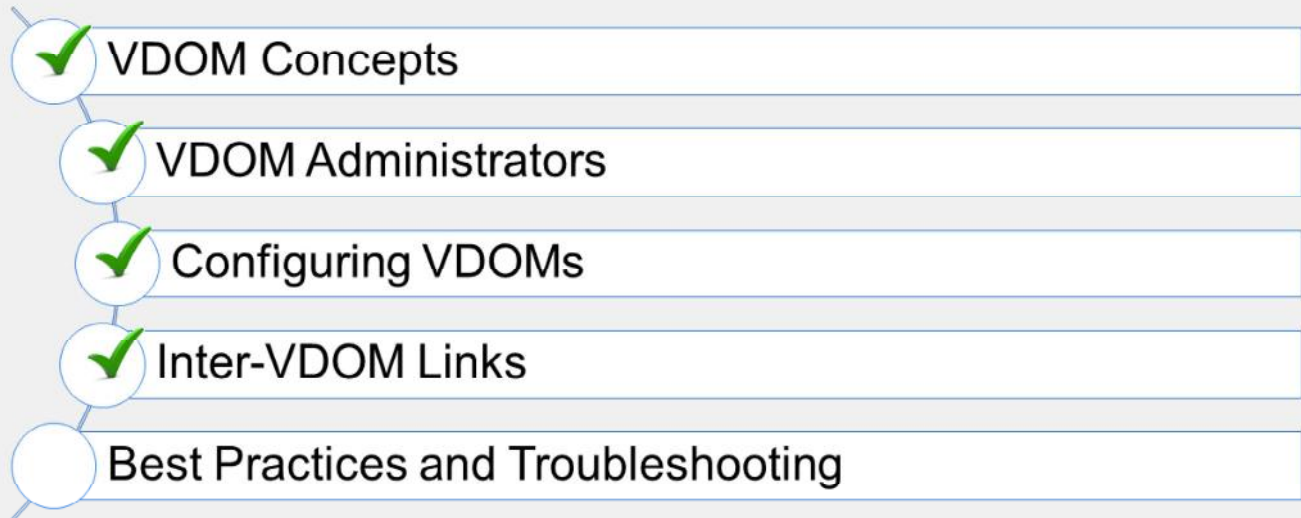 VDOM Concepts
VDOM Administrators
Configuring VDOMs
Inter-VDOM Links
Best Practices and Troubleshooting